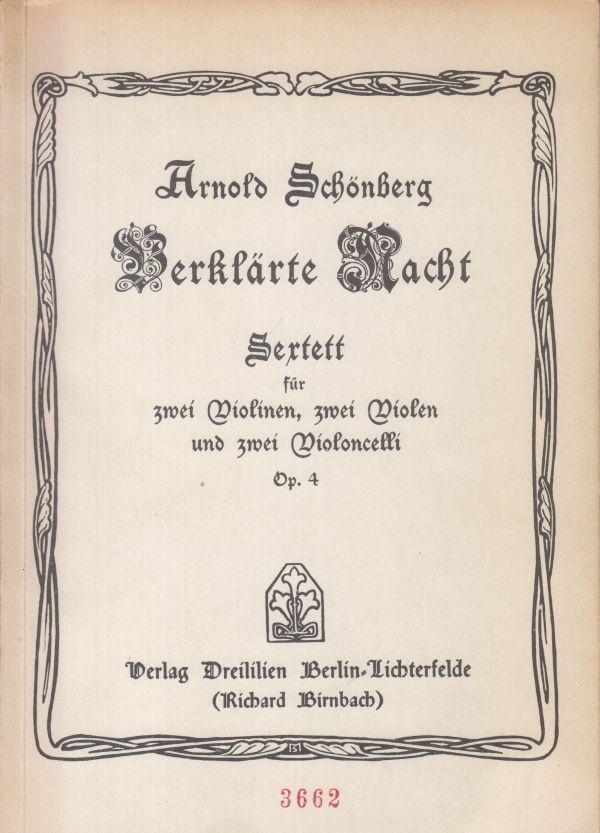 Arnold Schönberg
Verklärte Nacht
Sextett
für
zwei Violinen, zwei Violen
und zwei Violoncelli
Op. 4
Verlag Dreililien Berlin-Lichterfelde
(Richard Birnbach)
3662